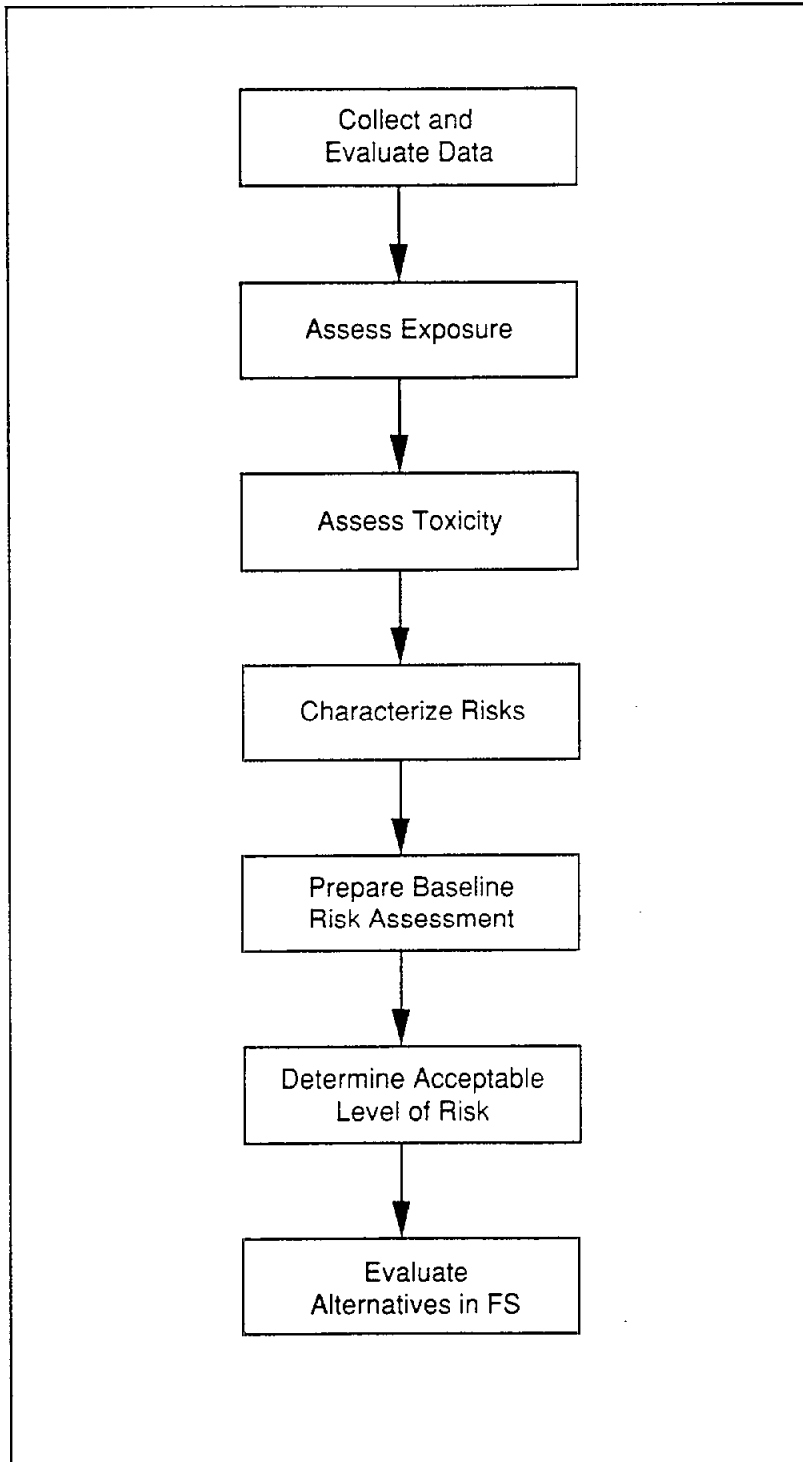 Collect and
Evaluate Data
Assess Exposure
Assess Toxicity
Characterize Risks
Prepare Baseline
Risk Assessment
Determine Acceptable
Level of Risk
Evaluate
Alternatives in FS